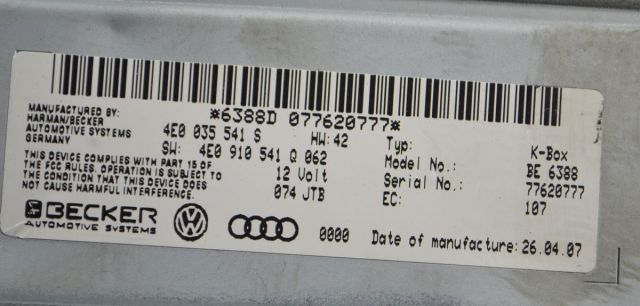 *6388D 077620777*
MANUFACTURED BY:
HARMAN/BECKER
AUTOMOTIVE SYSTEMS
GERMANY
4E0 035 541 S HW:42
SW: 4E0 910 541 Q 062
THIS DEVICE COMPLIES WITH PART 15 OF
THE FCC RULES. OPERATION IS SUBJECT TO
THE CONDITION THAT THIS DEVICE DOES
NOT CAUSE HARMFUL INTERFERENCE.
12 Volt
074 JTB
Typ: K-Box
Model No.: BE 6388
Serial No.: 77620777
EC: 107
BECKER
AUTOMOTIVE SYSTEMS
0000 Date of manufacture: 26.04.07